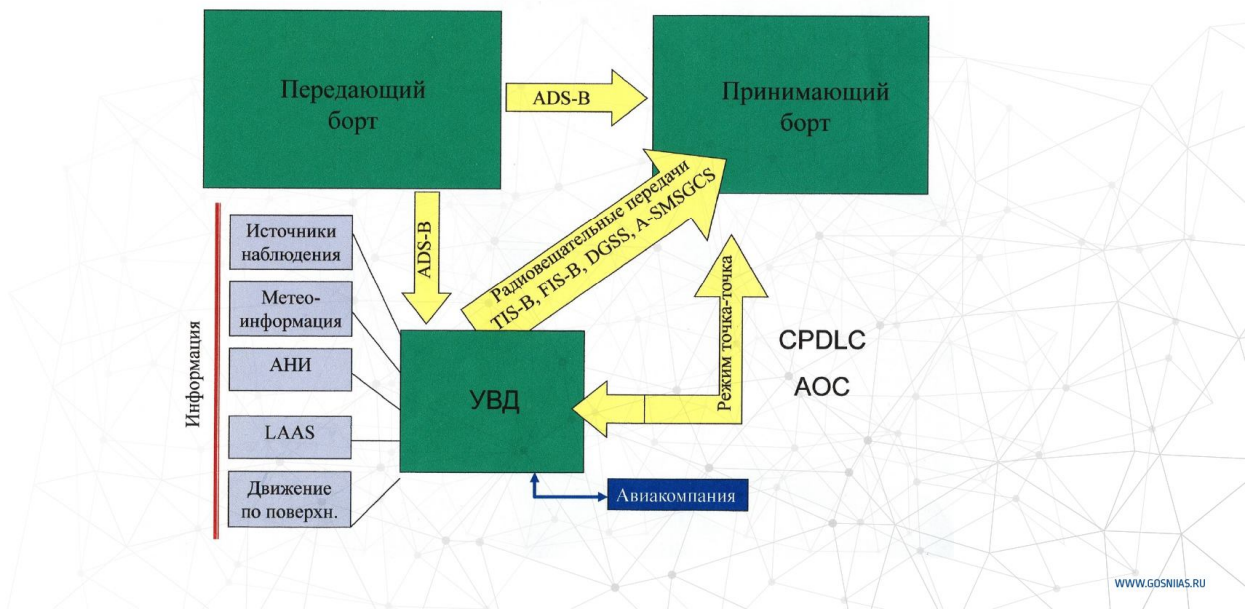 Передающий
борт
ADS-B
Принимающий
борт
ADS-B
Радиовещательные передачи
TIS-B, FIS-B, DGSS, A-SMSGCS
Информация
Источники
наблюдения
Метео-
информация
АНИ
LAAS
Движение
по поверхн.
УВД
Режим точка-точка
CPDLC
AOC
Авиакомпания
WWW.GOSNIIAS.RU